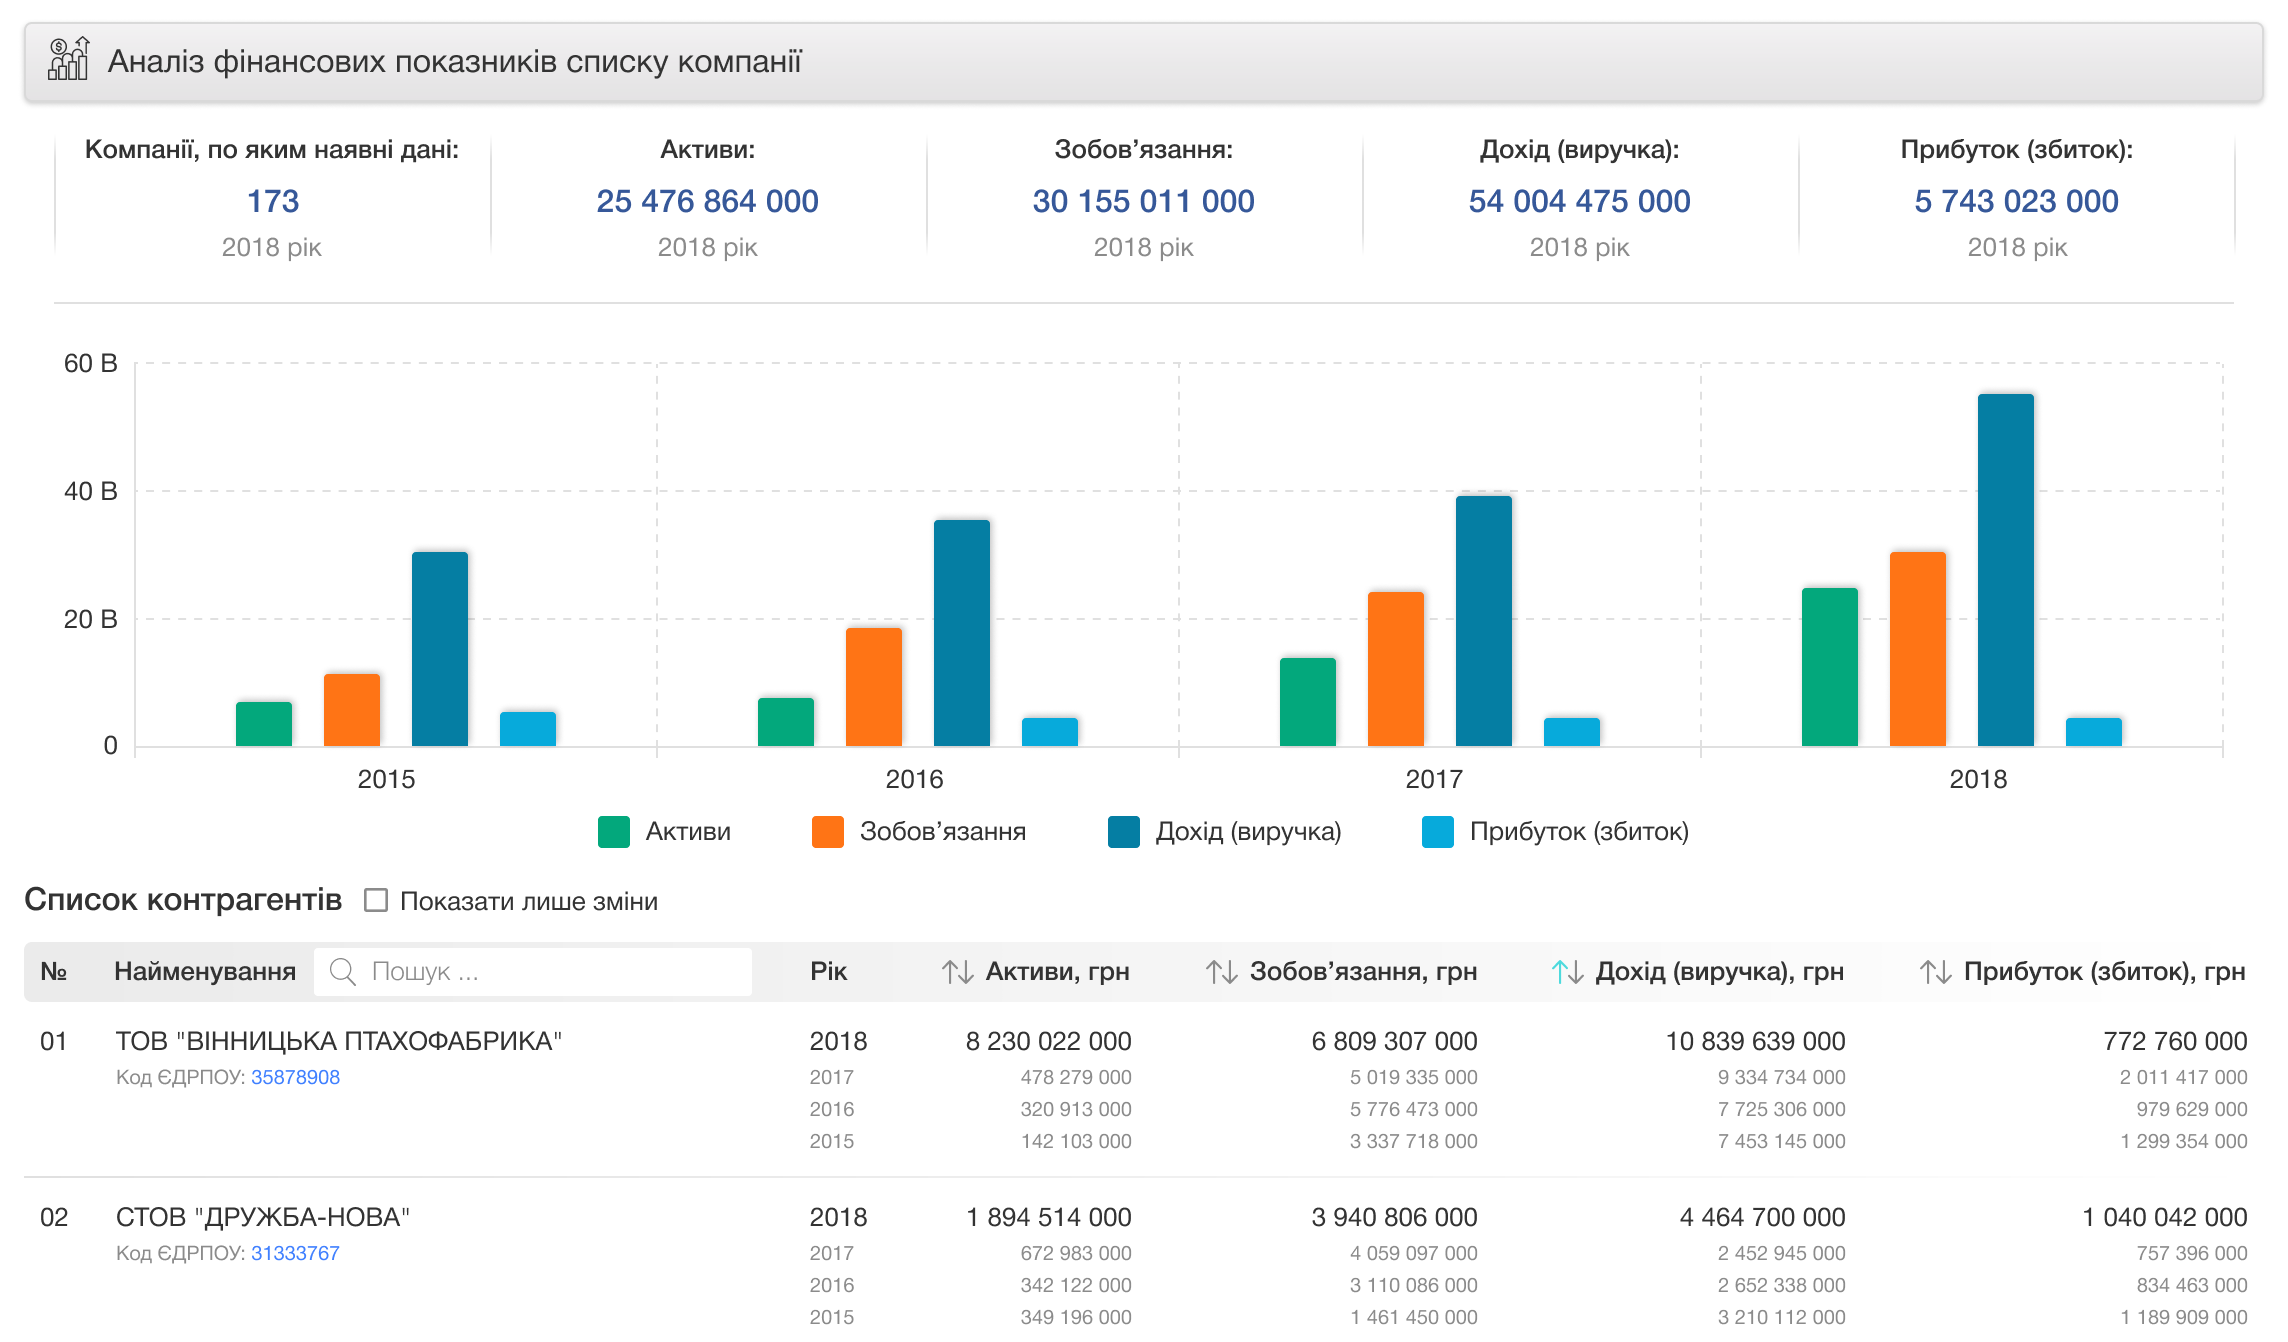 Аналіз фінансових показників списку компанії
Компанії, по яким наявні дані: Активи: Зобов’язання: Дохід (виручка): Прибуток (збиток):
173 25 476 864 000 30 155 011 000 54 004 475 000 5 743 023 000
2018 рік 2018 рік 2018 рік 2018 рік 2018 рік
60 B
40 B
20 B
0
2015 2016 2017 2018
Активи Зобов’язання Дохід (виручка) Прибуток (збиток)
Список контрагентів Показати лише зміни
№ Найменування Пошук ... Рік Активи, грн Зобов’язання, грн Дохід (виручка), грн Прибуток (збиток), грн
01 ТОВ "ВІННИЦЬКА ПТАХОФАБРИКА" 2018 8 230 022 000 6 809 307 000 10 839 639 000 772 760 000
Код ЄДРПОУ: 35878908 2017 478 279 000 5 019 335 000 9 334 734 000 2 011 417 000
2016 320 913 000 5 776 473 000 7 725 306 000 979 629 000
2015 142 103 000 3 337 718 000 7 453 145 000 1 299 354 000
02 СТОВ "ДРУЖБА-НОВА" 2018 1 894 514 000 3 940 806 000 4 464 700 000 1 040 042 000
Код ЄДРПОУ: 31333767 2017 672 983 000 4 059 097 000 2 452 945 000 757 396 000
2016 342 122 000 3 110 086 000 2 652 338 000 834 463 000
2015 349 196 000 1 461 450 000 3 210 112 000 1 189 909 000